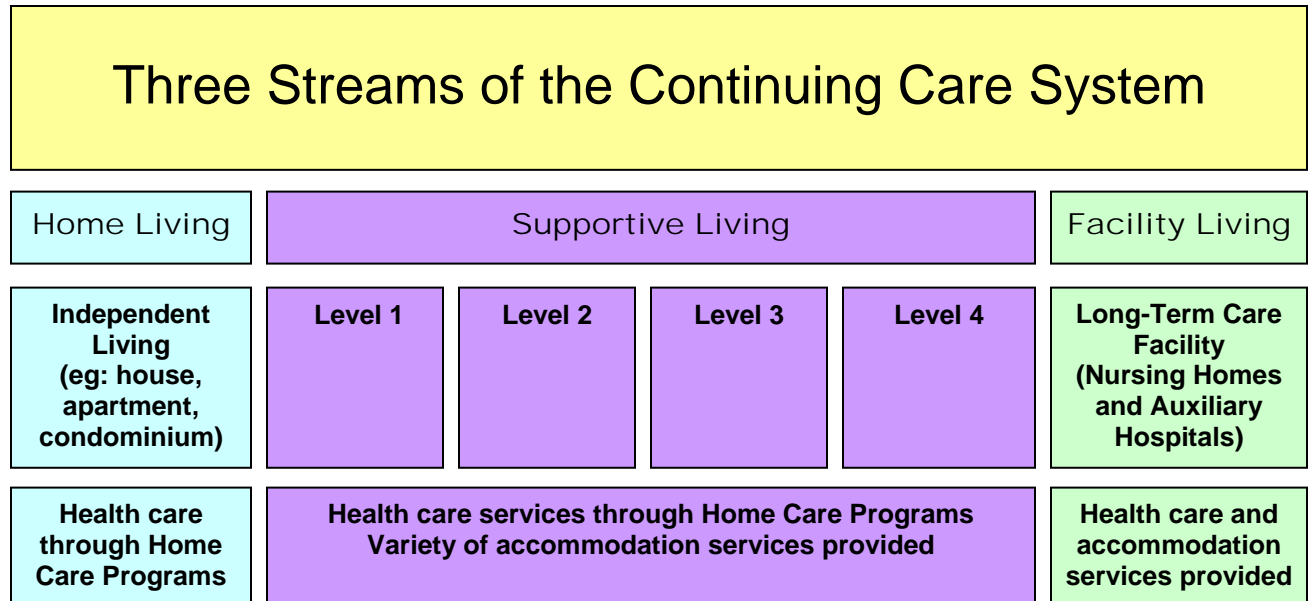 Three Streams of the Continuing Care System
Home Living
Supportive Living
Facility Living
Independent
Living
(eg: house,
apartment,
condominium)
Level 1
Level 2
Level 3
Level 4
Long-Term Care
Facility
(Nursing Homes
and Auxiliary
Hospitals)
Health care
through Home
Care Programs
Health care services through Home Care Programs
Variety of accommodation services provided
Health care and
accommodation
services provided